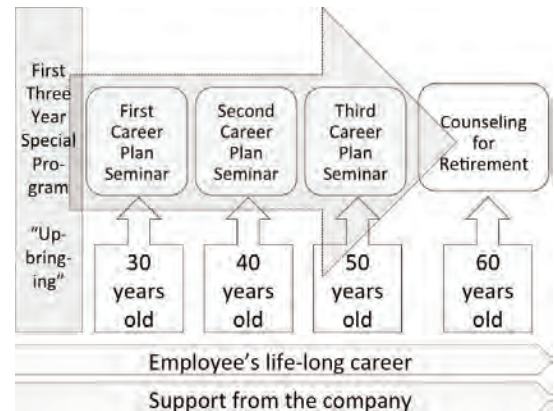 First
Three
Year
Special
Pro-
gram
"Up-
bring-
ing"
First
Career
Plan
Seminar
Second
Career
Plan
Seminar
Third
Career
Plan
Seminar
Counseling
for
Retirement
30
years
old
40
years
old
50
years
old
60
years
old
Employee's life-long career
Support from the company